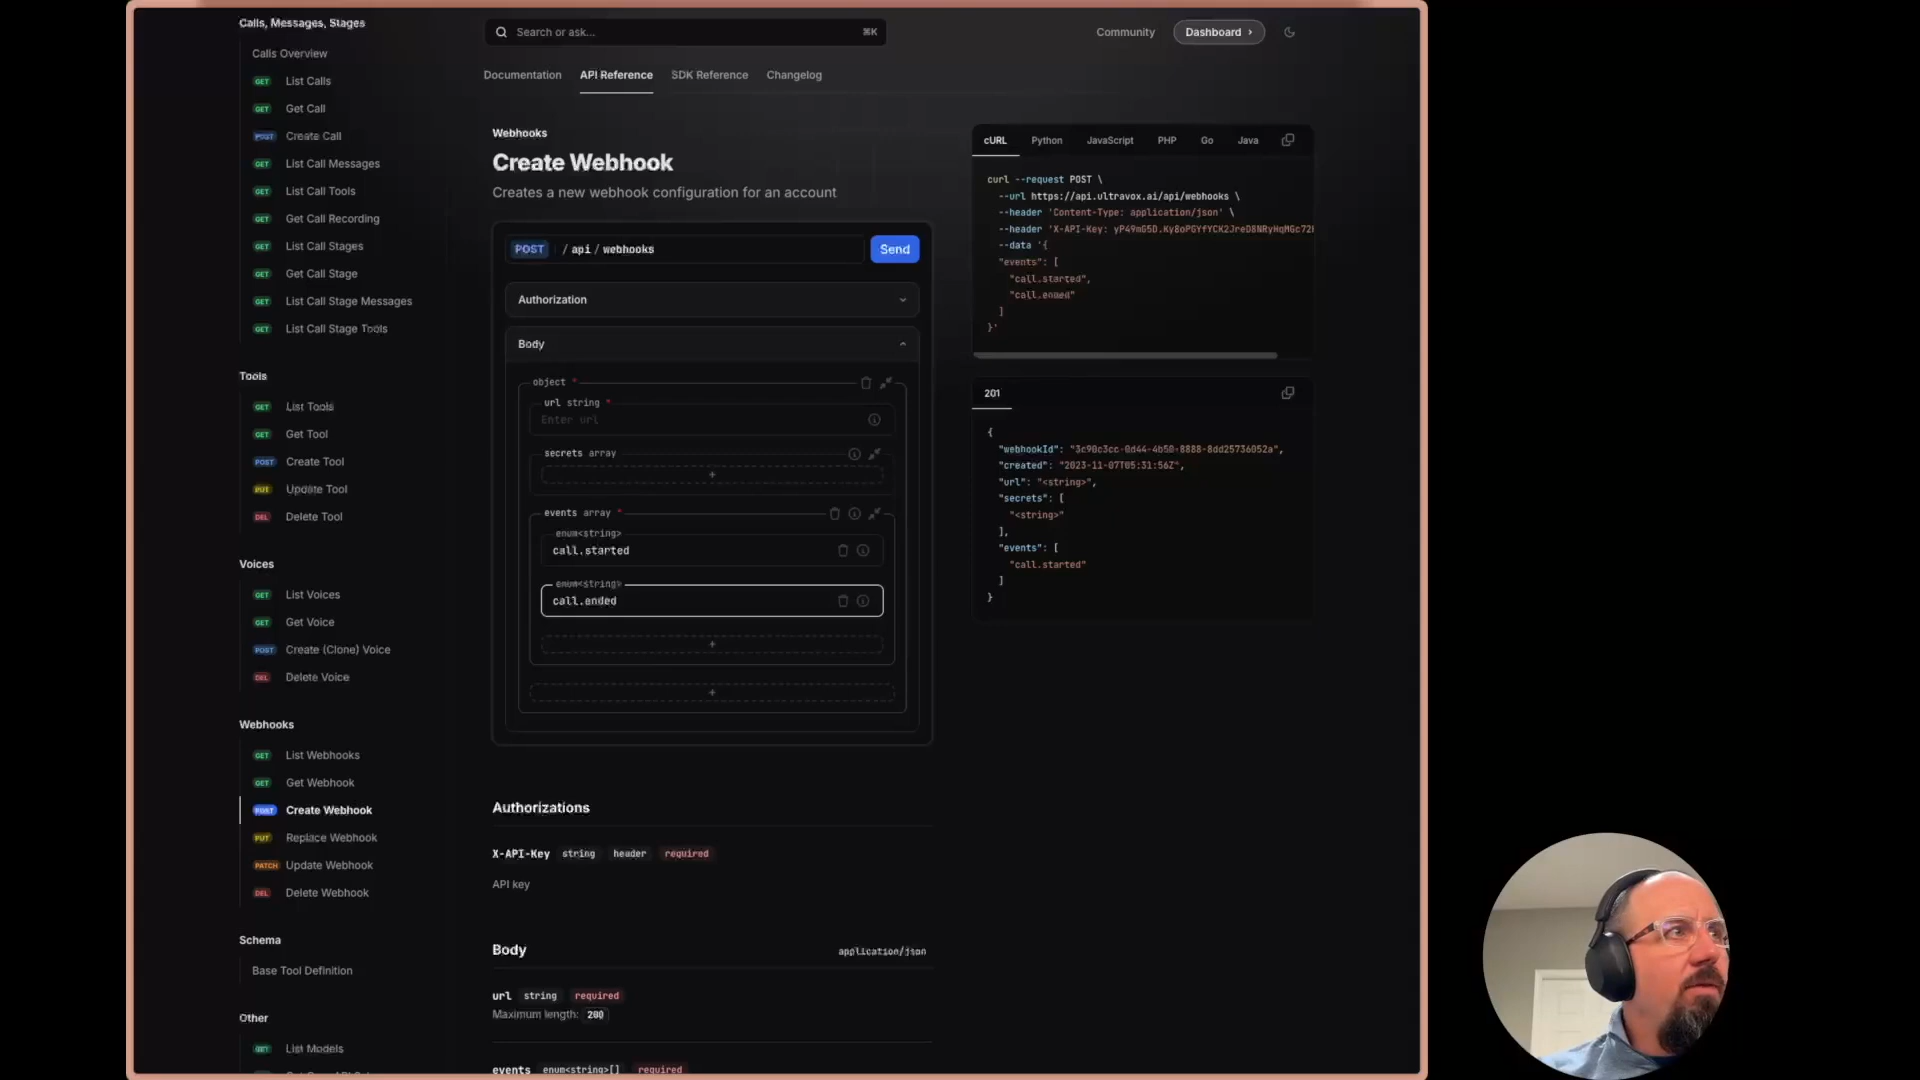 Calls, Messages, Stages
Calls Overview
GET List Calls
GET Get Call
POST Create Call
GET List Call Messages
GET List Call Tools
GET Get Call Recording
GET List Call Stages
GET Get Call Stage
GET List Call Stage Messages
GET List Call Stage Tools
Tools
GET List Tools
GET Get Tool
POST Create Tool
PUT Update Tool
DEL Delete Tool
Voices
GET List Voices
GET Get Voice
POST Create (Clone) Voice
DEL Delete Voice
Webhooks
GET List Webhooks
GET Get Webhook
POST Create Webhook
PUT Replace Webhook
PATCH Update Webhook
DEL Delete Webhook
Schema
Base Tool Definition
Other
GET List Models
Search or ask... ⌘K
Community
Dashboard ›
Documentation API Reference SDK Reference Changelog
Webhooks
Create Webhook
Creates a new webhook configuration for an account
POST / api / webhooks Send
Authorization
Body
object *
url string *
Enter url
secrets array
+
events array *
enum<string>
call.started
enum<string>
call.ended
+
+
Authorizations
X-API-Key string header required
API key
Body application/json
url string required
Maximum length: 200
events enum<string>[] required
cURL Python JavaScript PHP Go Java
curl --request POST \
--url https://api.ultravox.ai/api/webhooks \
--header 'Content-Type: application/json' \
--header 'X-API-Key:
--data '{
"events": [
"call.started",
"call.ended"
]
}'
201
{
"webhookId": "3c90c3cc-0d44-4b50-8888-8dd25736052a",
"created": "2023-11-07T05:31:56Z",
"url": "<string>",
"secrets": [
"<string>"
],
"events": [
"call.started"
]
}